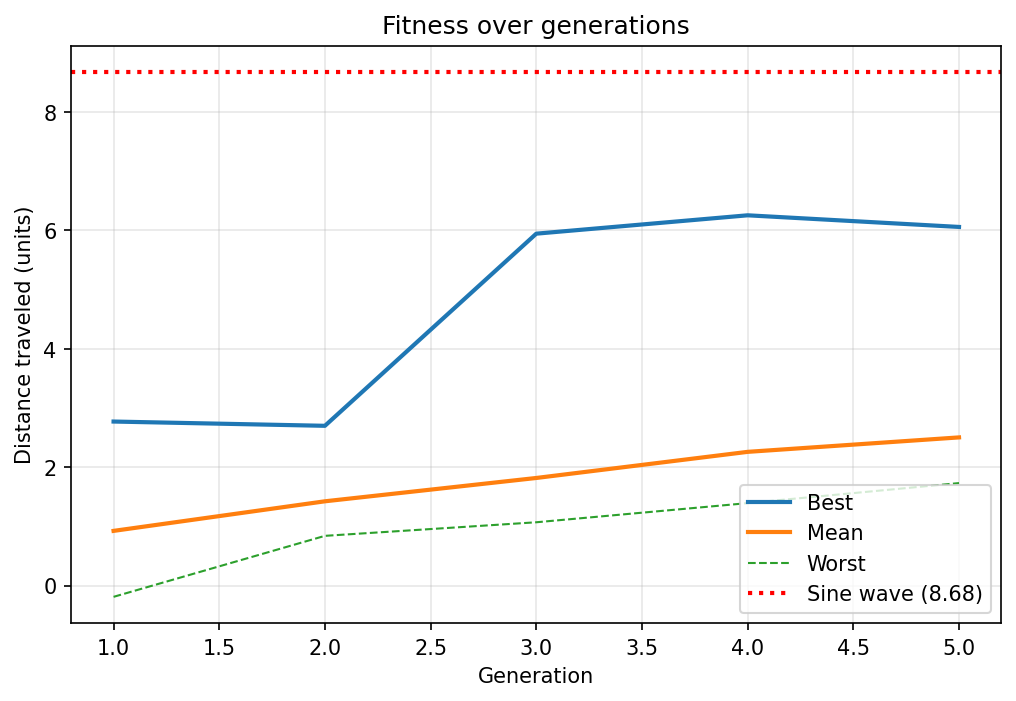 Fitness over generations
Distance traveled (units)
8
6
4
2
0
1.0 1.5 2.0 2.5 3.0 3.5 4.0 4.5 5.0
Generation
Best
Mean
Worst
Sine wave (8.68)